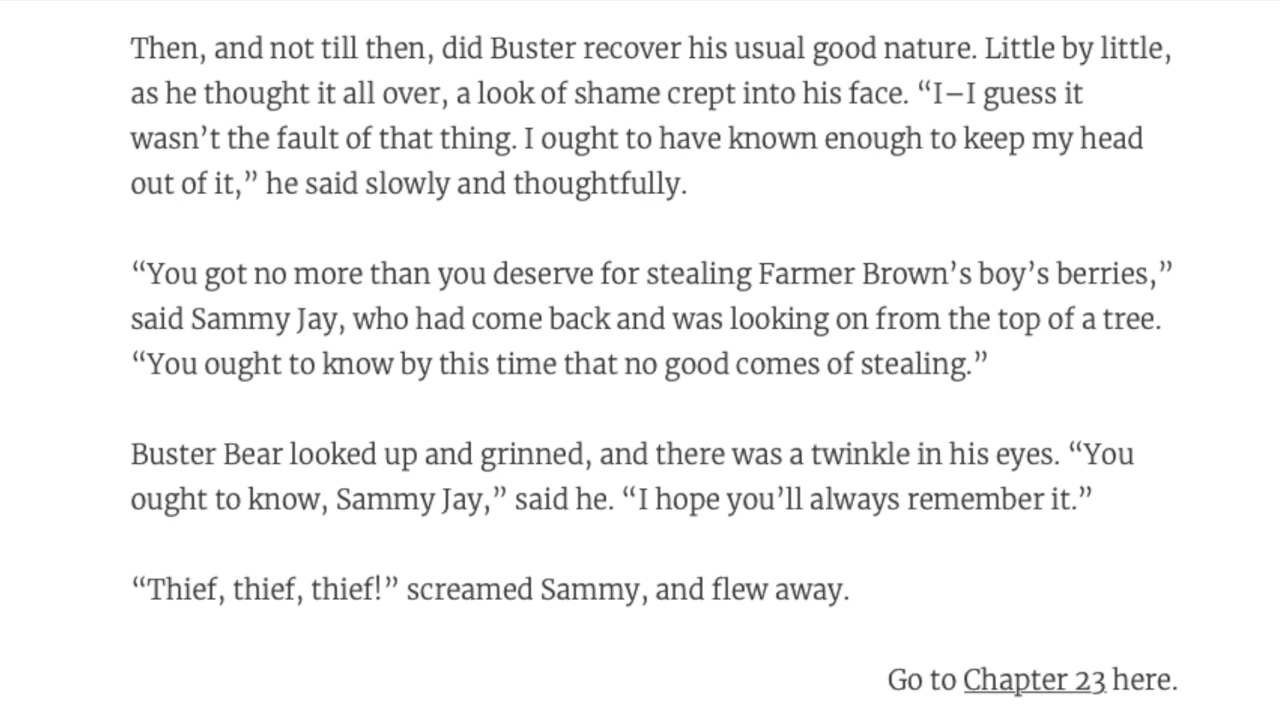 Then, and not till then, did Buster recover his usual good nature. Little by little,
as he thought it all over, a look of shame crept into his face. “I–I guess it
wasn’t the fault of that thing. I ought to have known enough to keep my head
out of it,” he said slowly and thoughtfully.
“You got no more than you deserve for stealing Farmer Brown’s boy’s berries,”
said Sammy Jay, who had come back and was looking on from the top of a tree.
“You ought to know by this time that no good comes of stealing.”
Buster Bear looked up and grinned, and there was a twinkle in his eyes. “You
ought to know, Sammy Jay,” said he. “I hope you’ll always remember it.”
“Thief, thief, thief!” screamed Sammy, and flew away.
Go to Chapter 23 here.